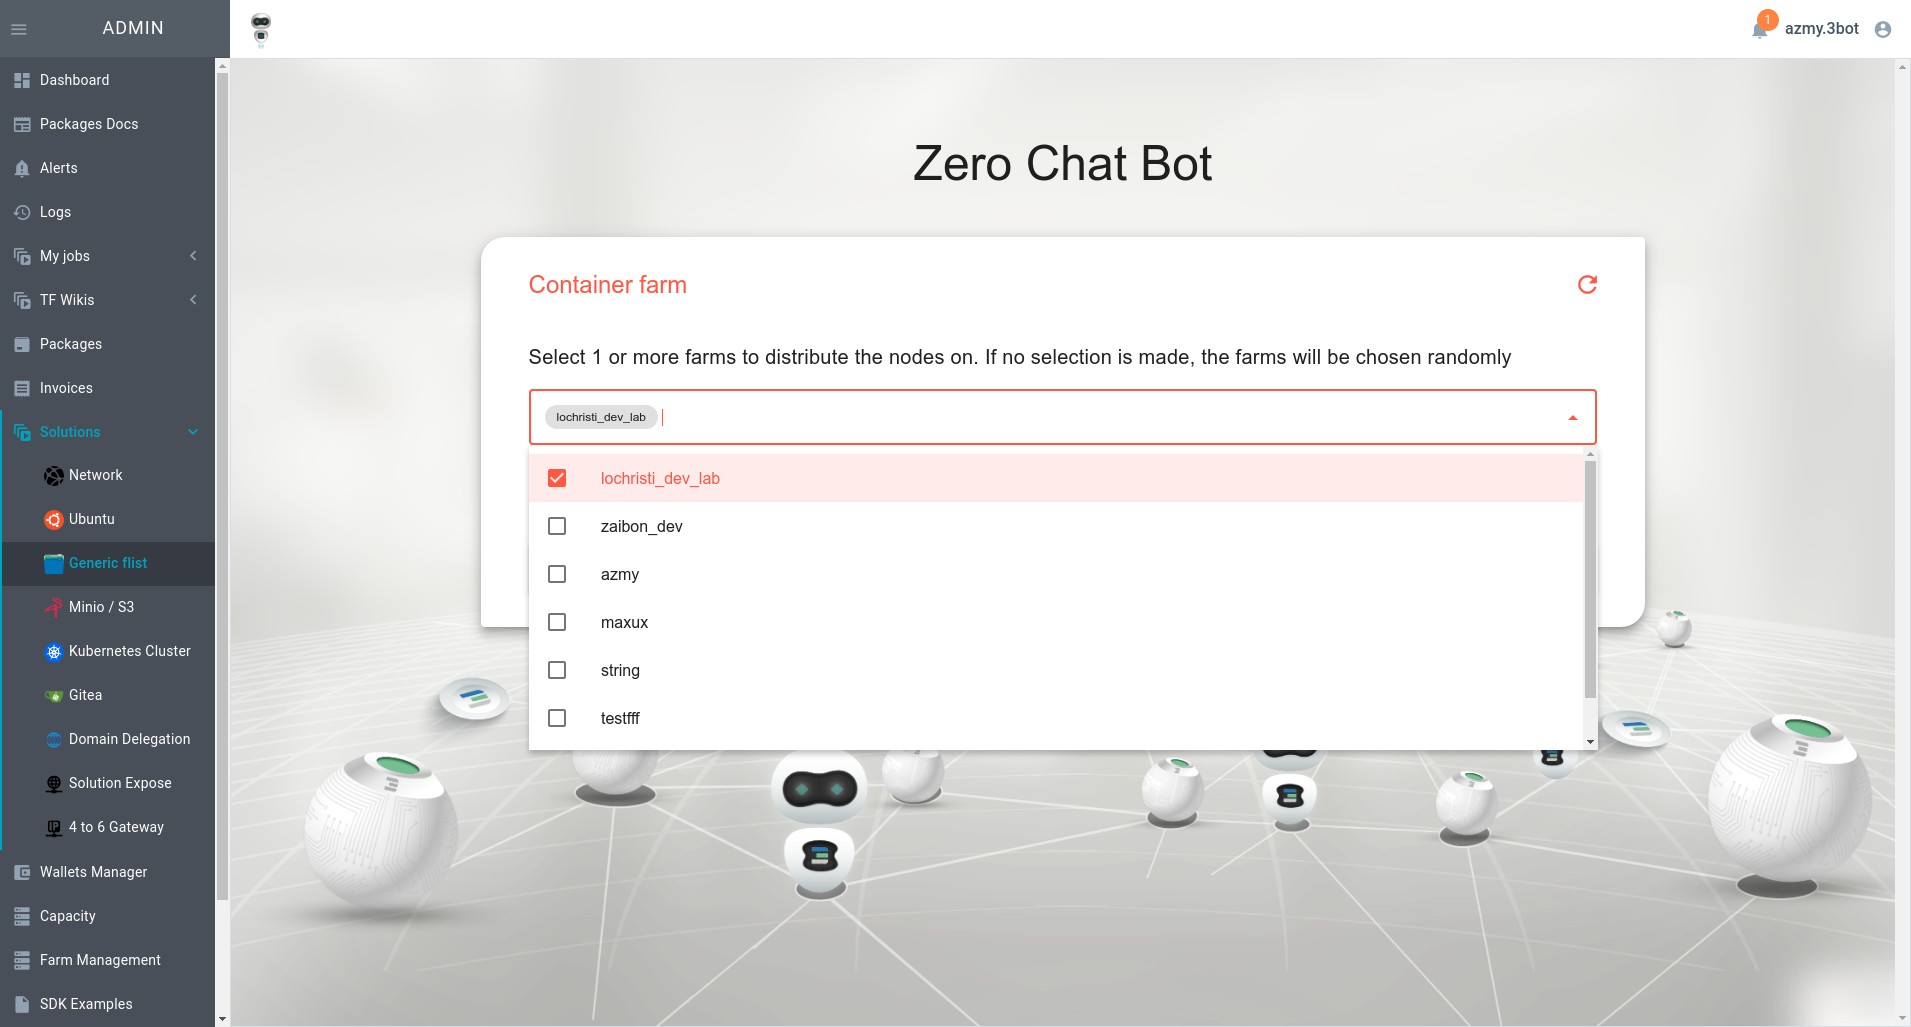 ADMIN
1
azmy.3bot
Dashboard
Packages Docs
Alerts
Logs
My jobs
TF Wikis
Packages
Invoices
Solutions
Network
Ubuntu
Generic flist
Minio / S3
Kubernetes Cluster
Gitea
Domain Delegation
Solution Expose
4 to 6 Gateway
Wallets Manager
Capacity
Farm Management
SDK Examples
Zero Chat Bot
Container farm
Select 1 or more farms to distribute the nodes on. If no selection is made, the farms will be chosen randomly
lochristi_dev_lab
lochristi_dev_lab
zaibon_dev
azmy
maxux
string
testfff